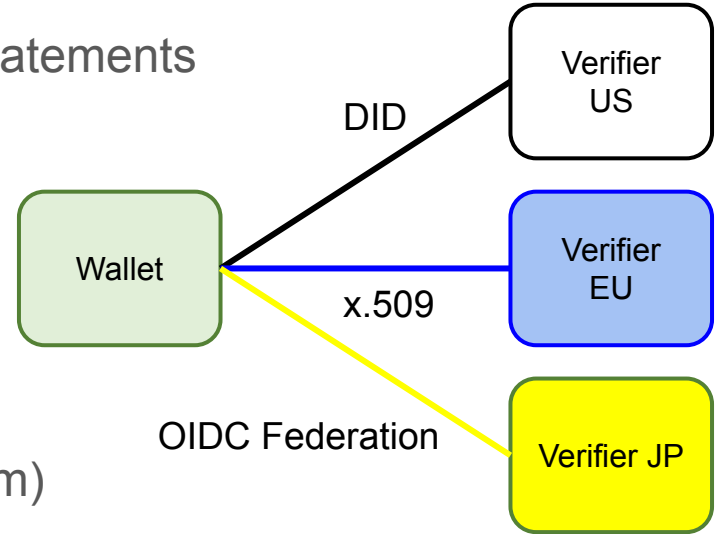 atements
Verifier
US
DID
Wallet
Verifier
EU
x.509
OIDC Federation
Verifier JP
m)